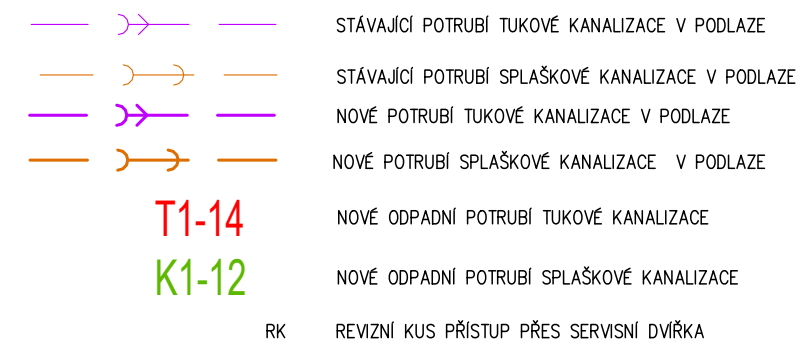 STÁVAJÍCÍ POTRUBÍ TUKOVÉ KANALIZACE V PODLAZE
STÁVAJÍCÍ POTRUBÍ SPLAŠKOVÉ KANALIZACE V PODLAZE
NOVÉ POTRUBÍ TUKOVÉ KANALIZACE V PODLAZE
NOVÉ POTRUBÍ SPLAŠKOVÉ KANALIZACE V PODLAZE
T1-14 NOVÉ ODPADNÍ POTRUBÍ TUKOVÉ KANALIZACE
K1-12 NOVÉ ODPADNÍ POTRUBÍ SPLAŠKOVÉ KANALIZACE
RK REVIZNÍ KUS PŘÍSTUP PŘES SERVISNÍ DVÍŘKA